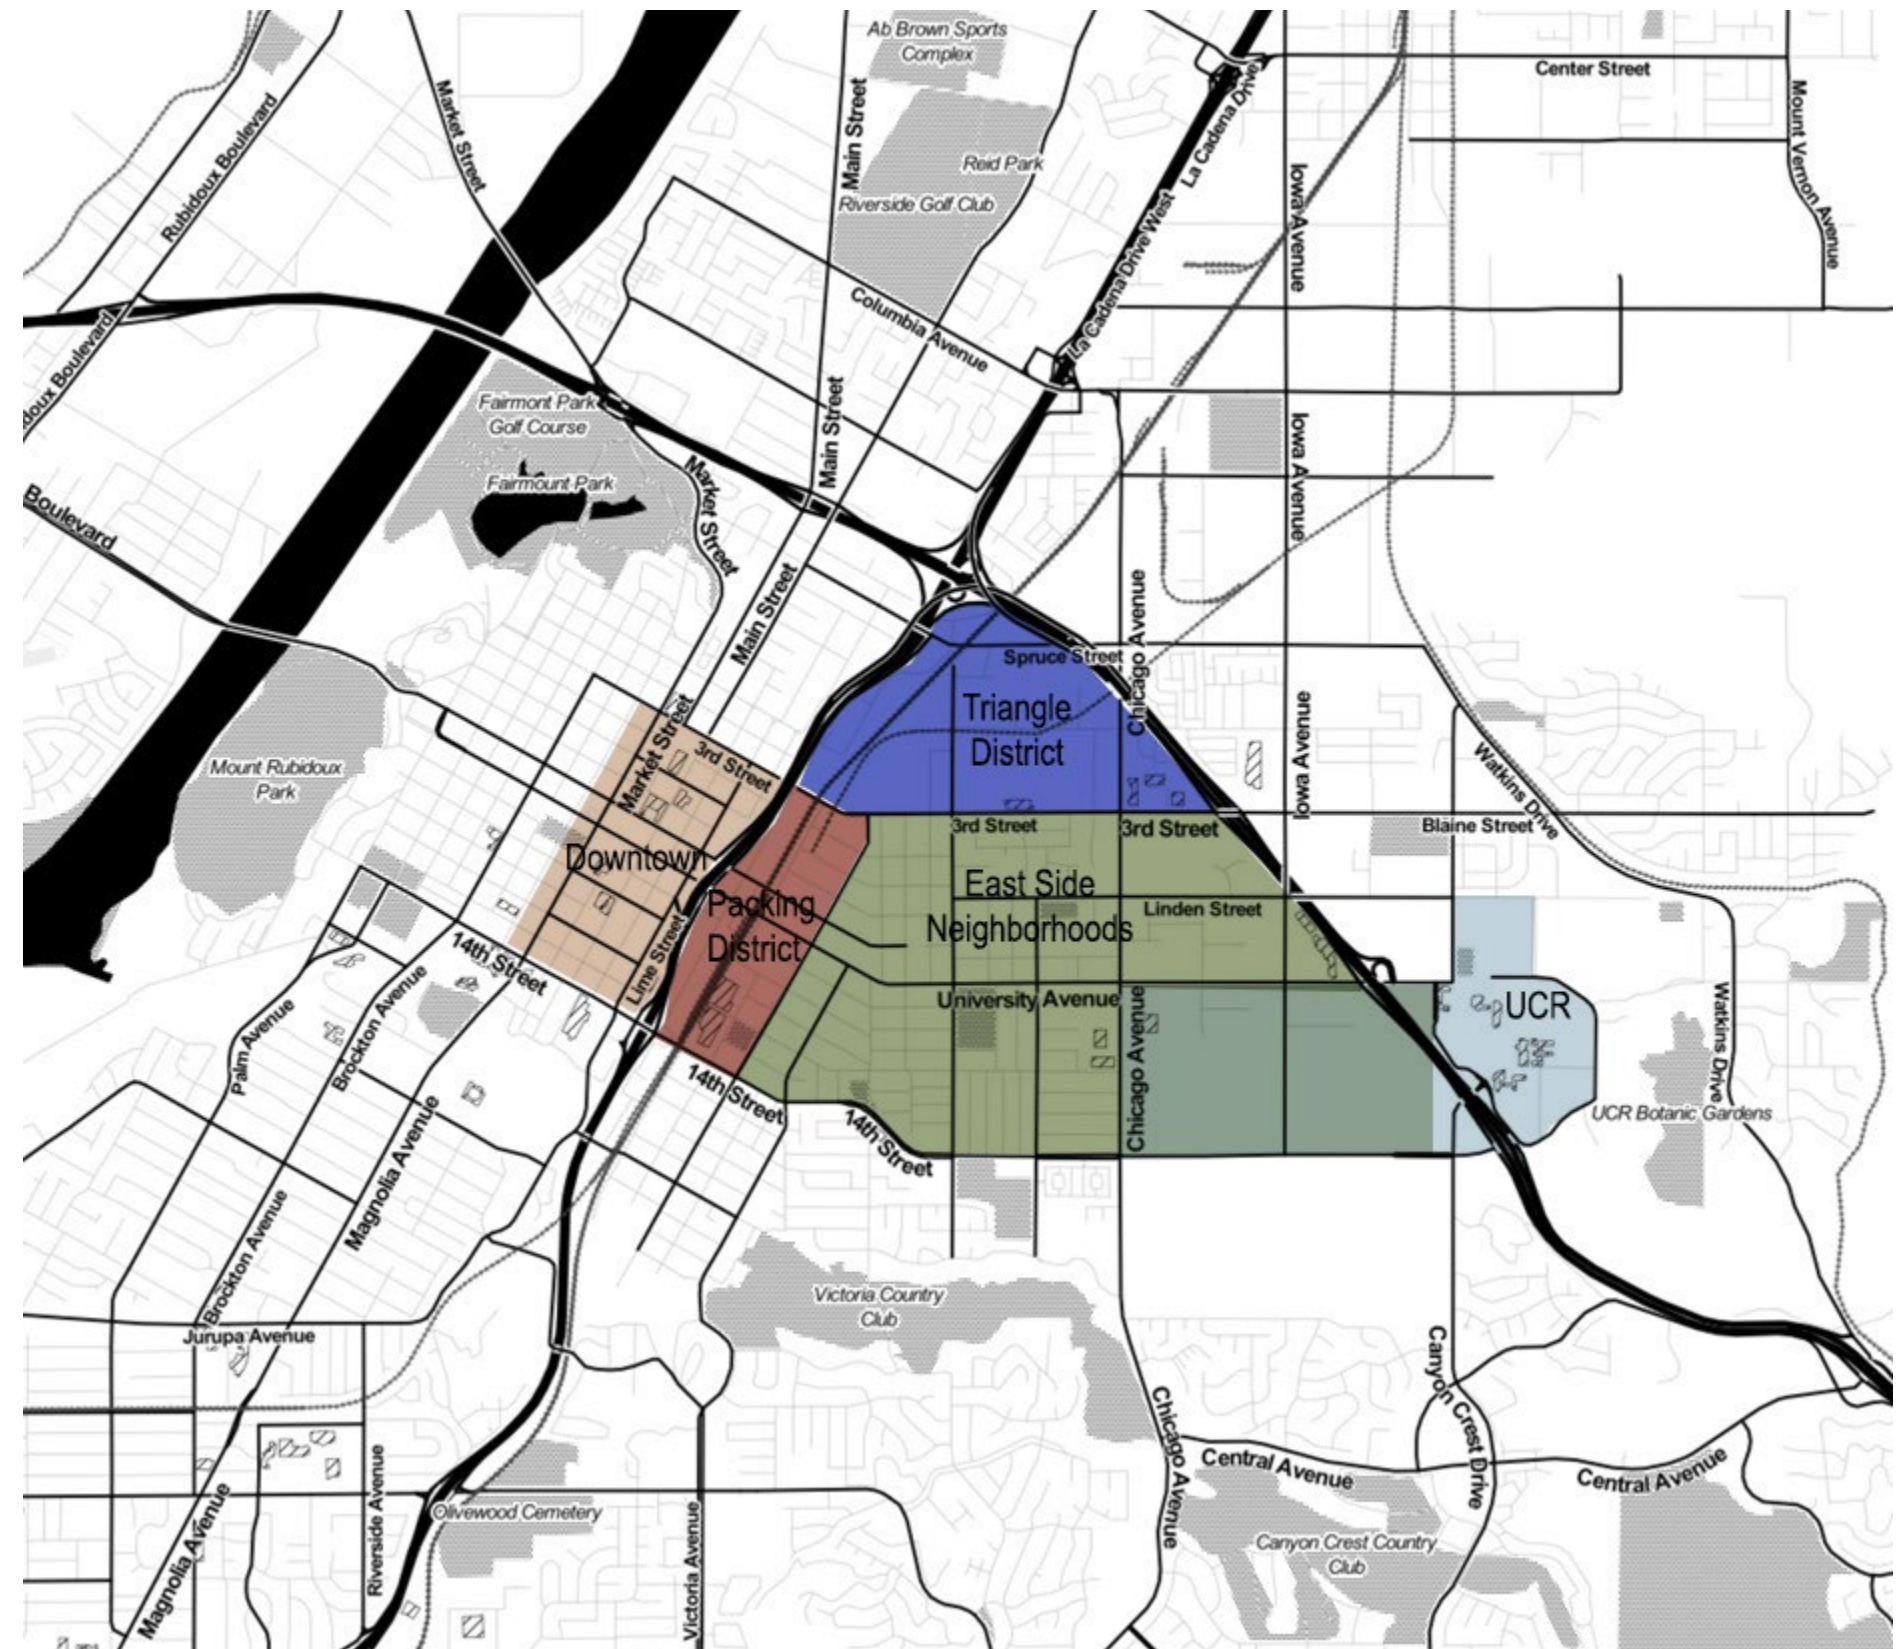 Ab Brown Sports
Complex
Center Street
Market Street
Main Street
La Cadena Drive
Mount Vernon Avenue
Rubidoux Boulevard
Reid Park
Iowa Avenue
Riverside Golf Club
La Cadena Drive West
Columbia Avenue
doux Boulevard
Fairmont Park
Golf Course
Main Street
Iowa Avenue
Fairmount Park
Market Street
Boulevard
Main Street
Chicago Avenue
Spruce Street
Triangle
District
Iowa Avenue
Market Street
3rd Street
Watkins Drive
Mount Rubidoux
Park
3rd Street
3rd Street
Blaine Street
Downtown
East Side
Neighborhoods
Packing
District
Linden Street
14th Street
Lime Street
University Avenue
UCR
Watkins Drive
Palm Avenue
Brockton Avenue
Chicago Avenue
14th Street
14th Street
UCR Botanic Gardens
Magnolia Avenue
Brockton Avenue
Victoria Country
Club
Jurupa Avenue
Canyon Crest Drive
Chicago Avenue
Central Avenue
Central Avenue
Riverside Avenue
Magnolia Avenue
Olivewood Cemetery
Victoria Avenue
Canyon Crest Country
Club